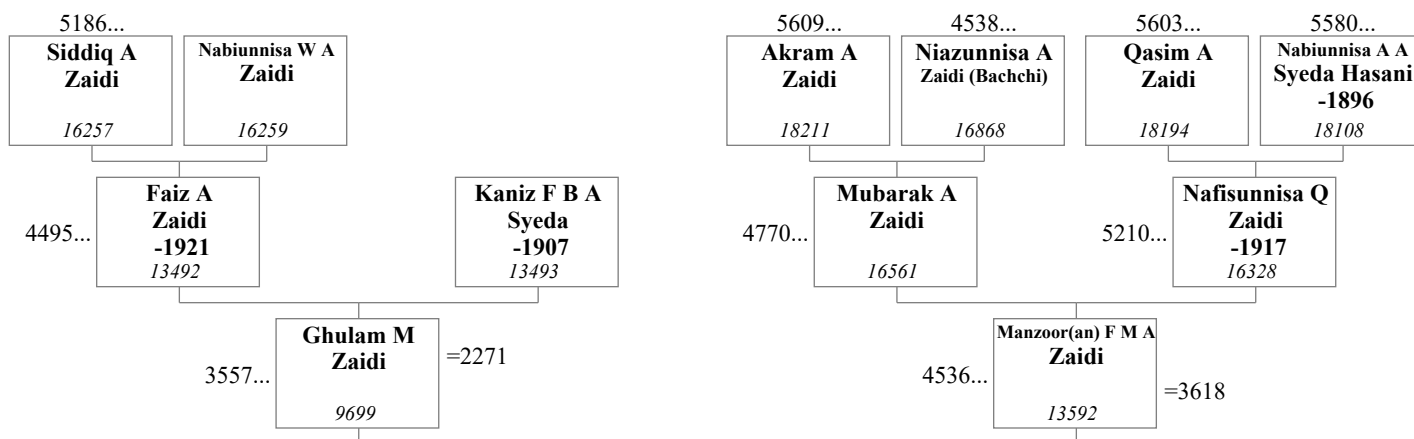 5186...
5609...
4538...
5603...
5580...
Siddiq A
Zaidi
16257
Nabiunnisa W A
Zaidi
16259
Akram A
Zaidi
18211
Niazunnisa A
Zaidi (Bachchi)
16868
Qasim A
Zaidi
18194
Nabiunnisa A A
Syeda Hasani
-1896
18108
4495...
Faiz A
Zaidi
-1921
13492
Kaniz F B A
Syeda
-1907
13493
4770...
Mubarak A
Zaidi
16561
5210...
Nafisunnisa Q
Zaidi
-1917
16328
3557...
Ghulam M
Zaidi
9699
=2271
4536...
Manzoor(an) F M A
Zaidi
13592
=3618